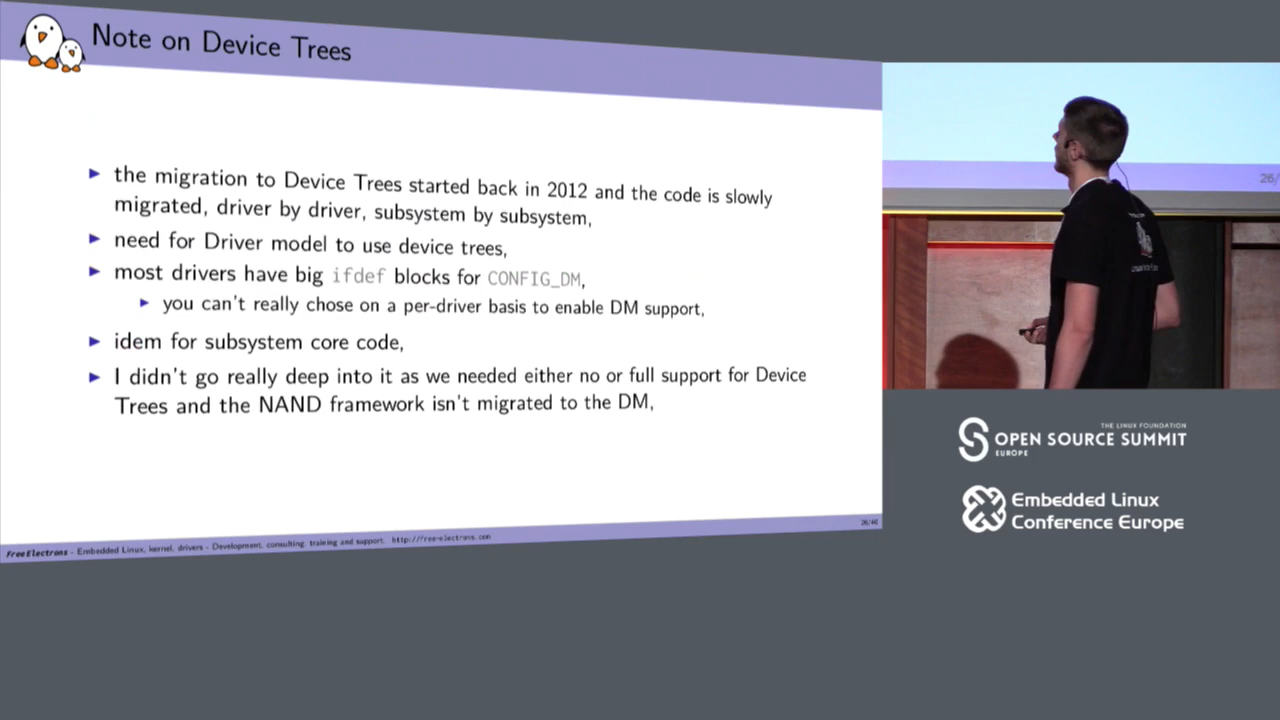 Note on Device Trees
▶ the migration to Device Trees started back in 2012 and the code is slowly
migrated, driver by driver, subsystem by subsystem,
▶ need for Driver model to use device trees,
▶ most drivers have big ifdef blocks for CONFIG_DM,
▶ you can't really chose on a per-driver basis to enable DM support,
▶ idem for subsystem core code,
▶ I didn't go really deep into it as we needed either no or full support for Device
Trees and the NAND framework isn't migrated to the DM,
26/46
Free Electrons - Embedded Linux, kernel, drivers - Development, consulting, training and support. http://free-electrons.com
26/
THE LINUX FOUNDATION
OPEN SOURCE SUMMIT
EUROPE
Embedded Linux
Conference Europe